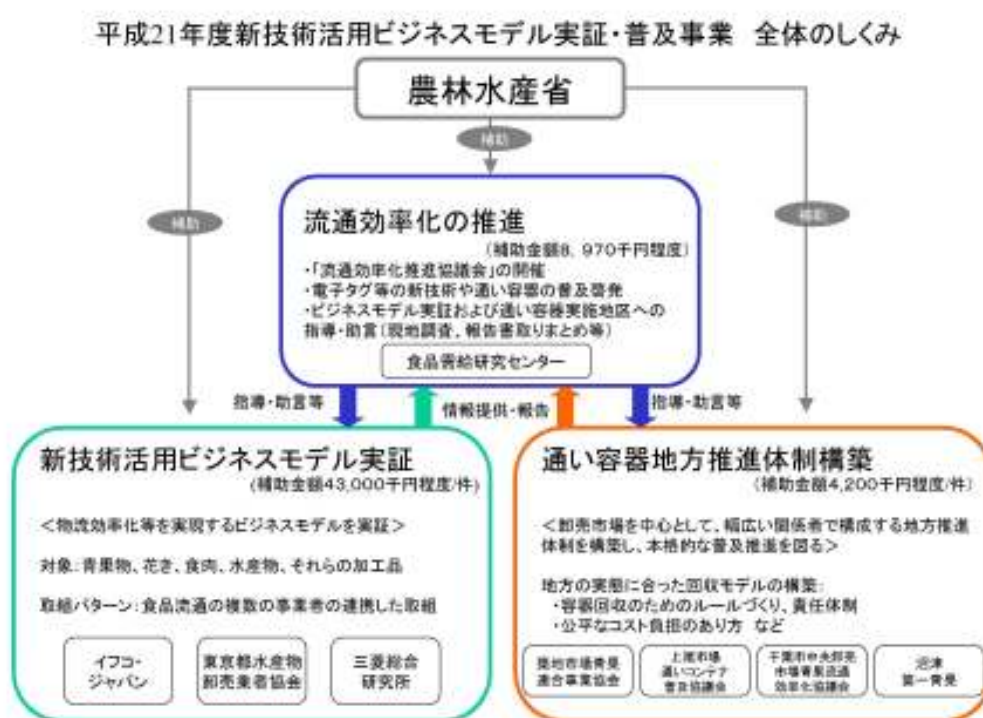 平成21年度新技術活用ビジネスモデル実証・普及事業　全体のしくみ
農林水産省
補助
補助
補助
流通効率化の推進
（補助金額8，970千円程度）
・「流通効率化推進協議会」の開催
・電子タグ等の新技術や通い容器の普及啓発
・ビジネスモデル実証および通い容器実施地区への
指導・助言（現地調査、報告書取りまとめ等）
食品需給研究センター
指導・助言等
情報提供・報告
指導・助言等
新技術活用ビジネスモデル実証
（補助金額43,000千円程度/件）
＜物流効率化等を実現するビジネスモデルを実証＞
対象：青果物、花き、食肉、水産物、それらの加工品
取組パターン：食品流通の複数の事業者の連携した取組
イフコ・
ジャパン
東京都水産物
卸売業者協会
三菱総合
研究所
通い容器地方推進体制構築
（補助金額4,200千円程度/件）
＜卸売市場を中心として、幅広い関係者で構成する地方推進
体制を構築し、本格的な普及推進を図る＞
地方の実態に合った回収モデルの構築：
・容器回収のためのルールづくり、責任体制
・公平なコスト負担のあり方 など
築地市場青果
連合事業協会
上尾市場
通いコンテナ
普及協議会
千葉市中央卸売
市場青果流通
効率化協議会
沼津
第一青果